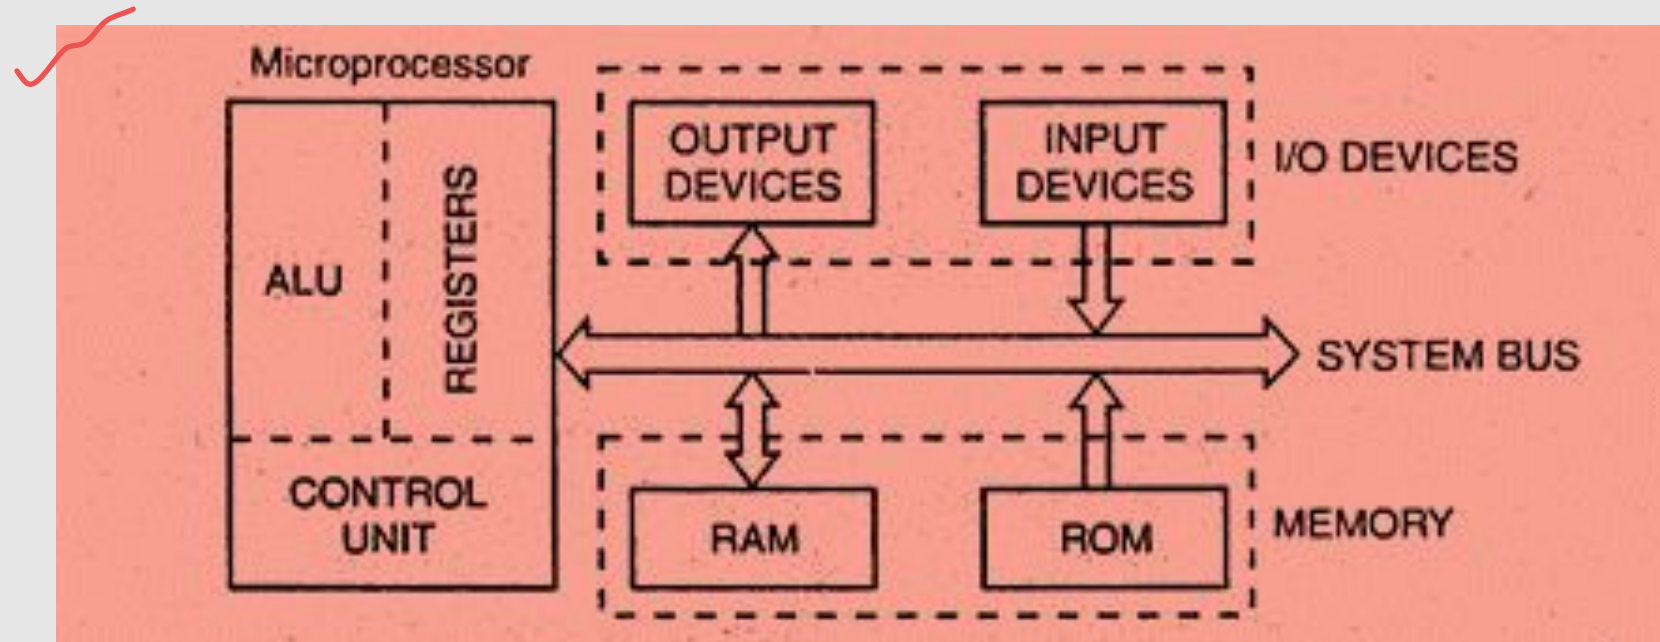 Microprocessor
ALU
REGISTERS
CONTROL
UNIT
OUTPUT
DEVICES
INPUT
DEVICES
I/O DEVICES
SYSTEM BUS
RAM
ROM
MEMORY